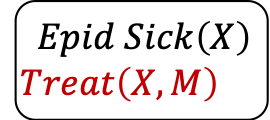 Epid Sick(X)
Treat(X, M)